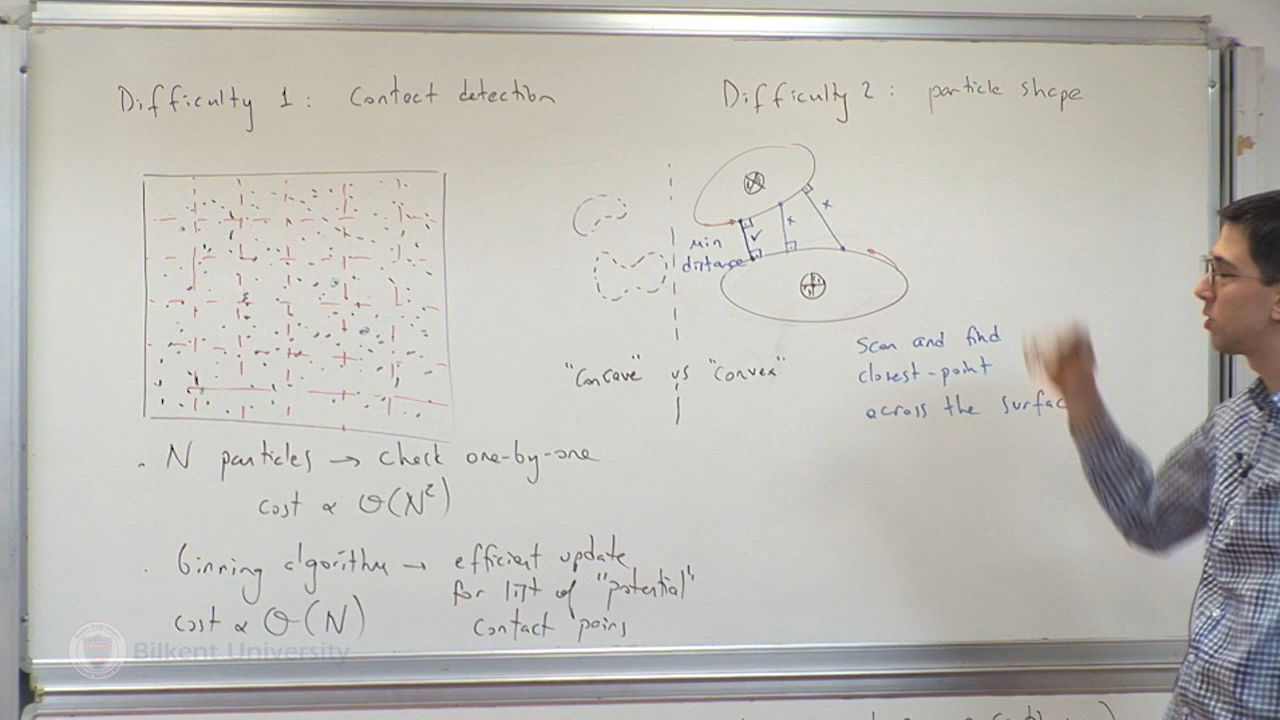 Difficulty 1: Contact detection
• N particles → check one-by-one
cost ∝ O(N²)
• Binning algorithm → efficient update
for list of "potential"
contact pairs
cost ∝ O(N)
Difficulty 2: particle shape
Min
distance
✓
x
x
"Concave" vs "Convex"
Scan and find
closest-point
across the surfac
Bilkent University